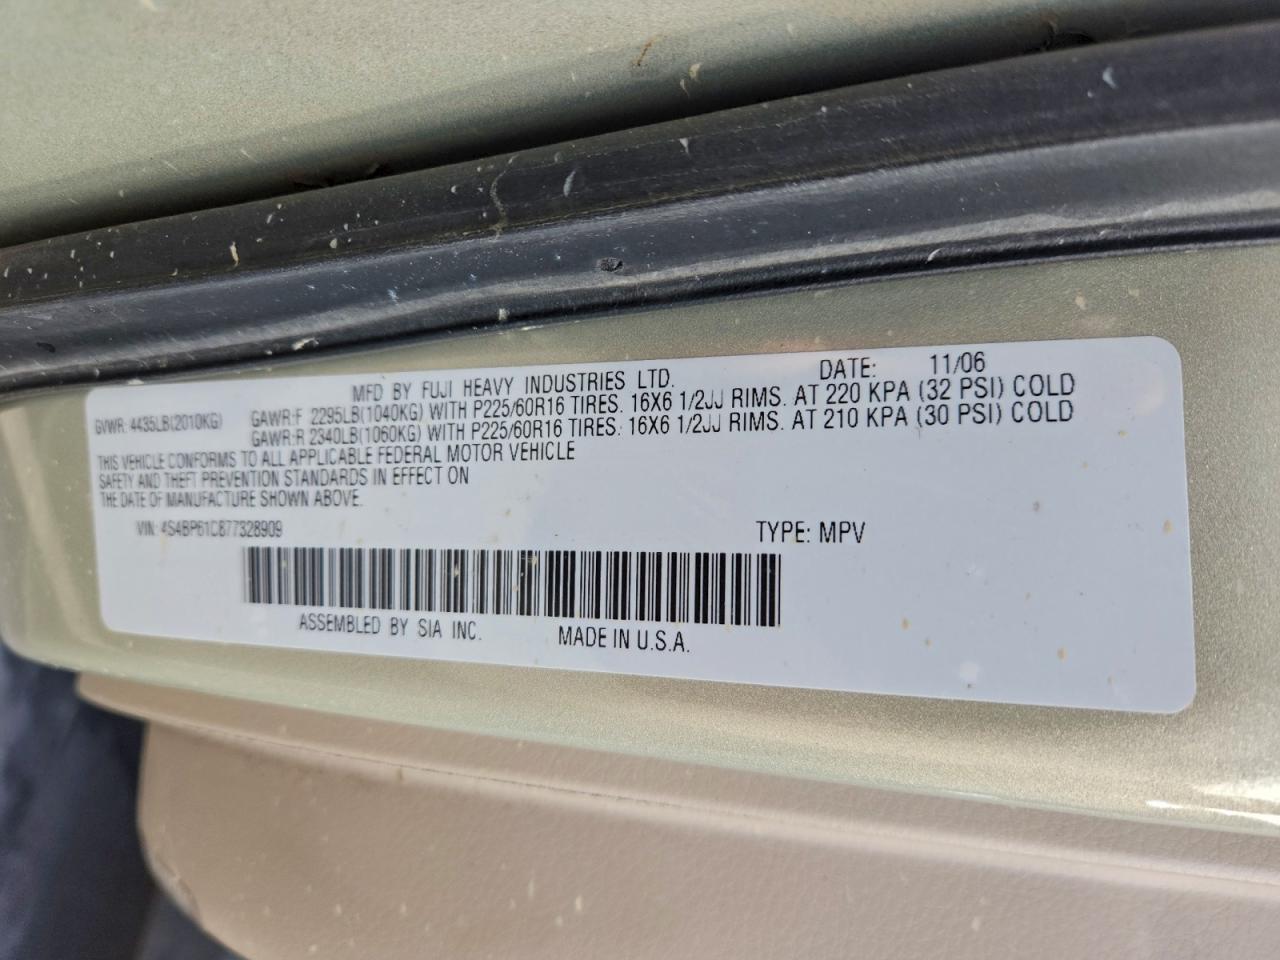 MFD BY FUJI HEAVY INDUSTRIES LTD. DATE: 11/06
GVWR: 4435LB(2010KG) GAWR:F 2295LB(1040KG) WITH P225/60R16 TIRES. 16X6 1/2JJ RIMS. AT 220 KPA (32 PSI) COLD
GAWR:R 2340LB(1060KG) WITH P225/60R16 TIRES. 16X6 1/2JJ RIMS. AT 210 KPA (30 PSI) COLD
THIS VEHICLE CONFORMS TO ALL APPLICABLE FEDERAL MOTOR VEHICLE
SAFETY AND THEFT PREVENTION STANDARDS IN EFFECT ON
THE DATE OF MANUFACTURE SHOWN ABOVE.
VIN: 4S4BP61C877328909 TYPE: MPV
ASSEMBLED BY SIA INC. MADE IN U.S.A.